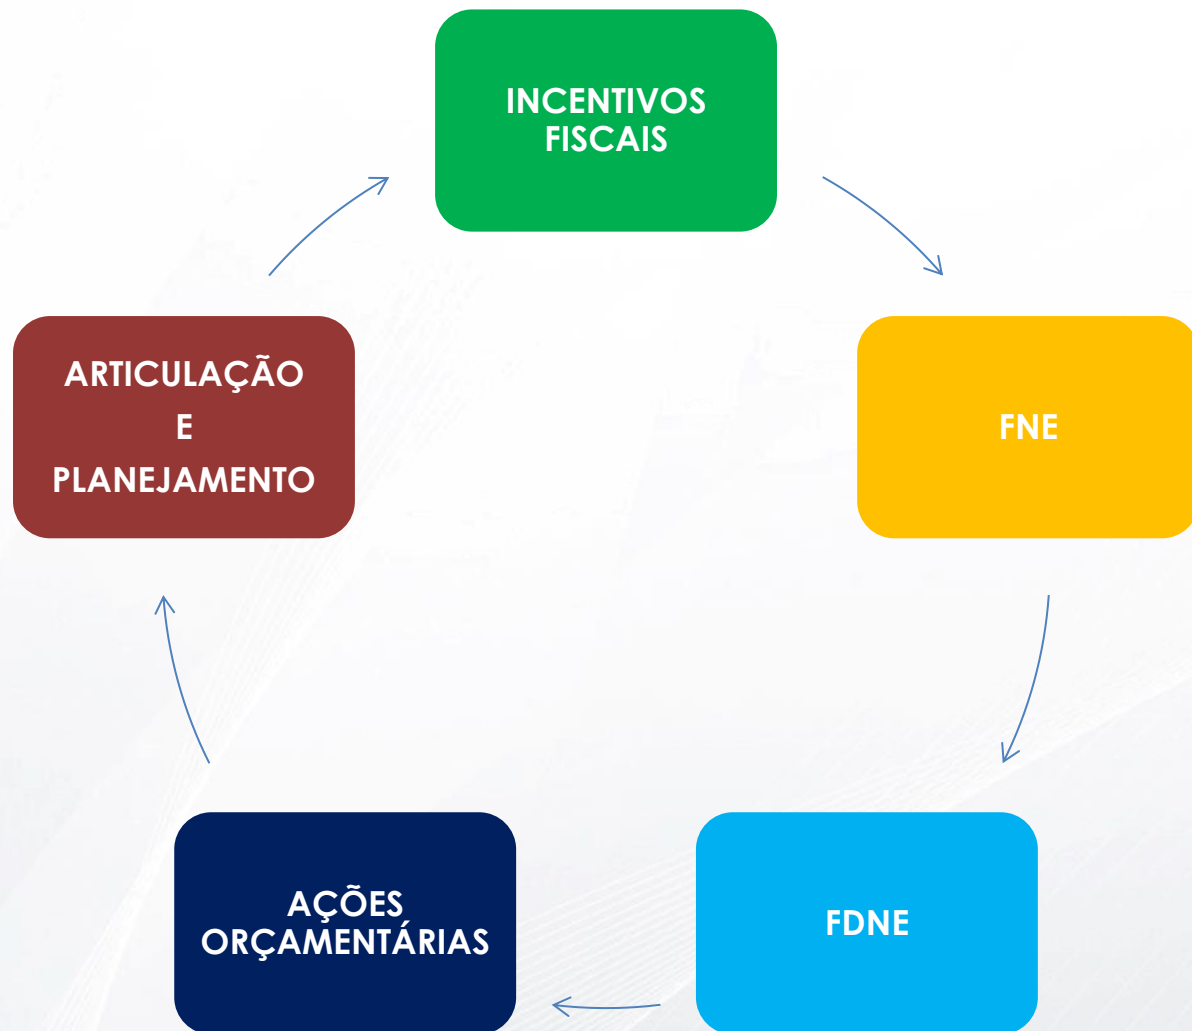 INCENTIVOS
FISCAIS
ARTICULAÇÃO
E
PLANEJAMENTO
FNE
AÇÕES
ORÇAMENTÁRIAS
FDNE